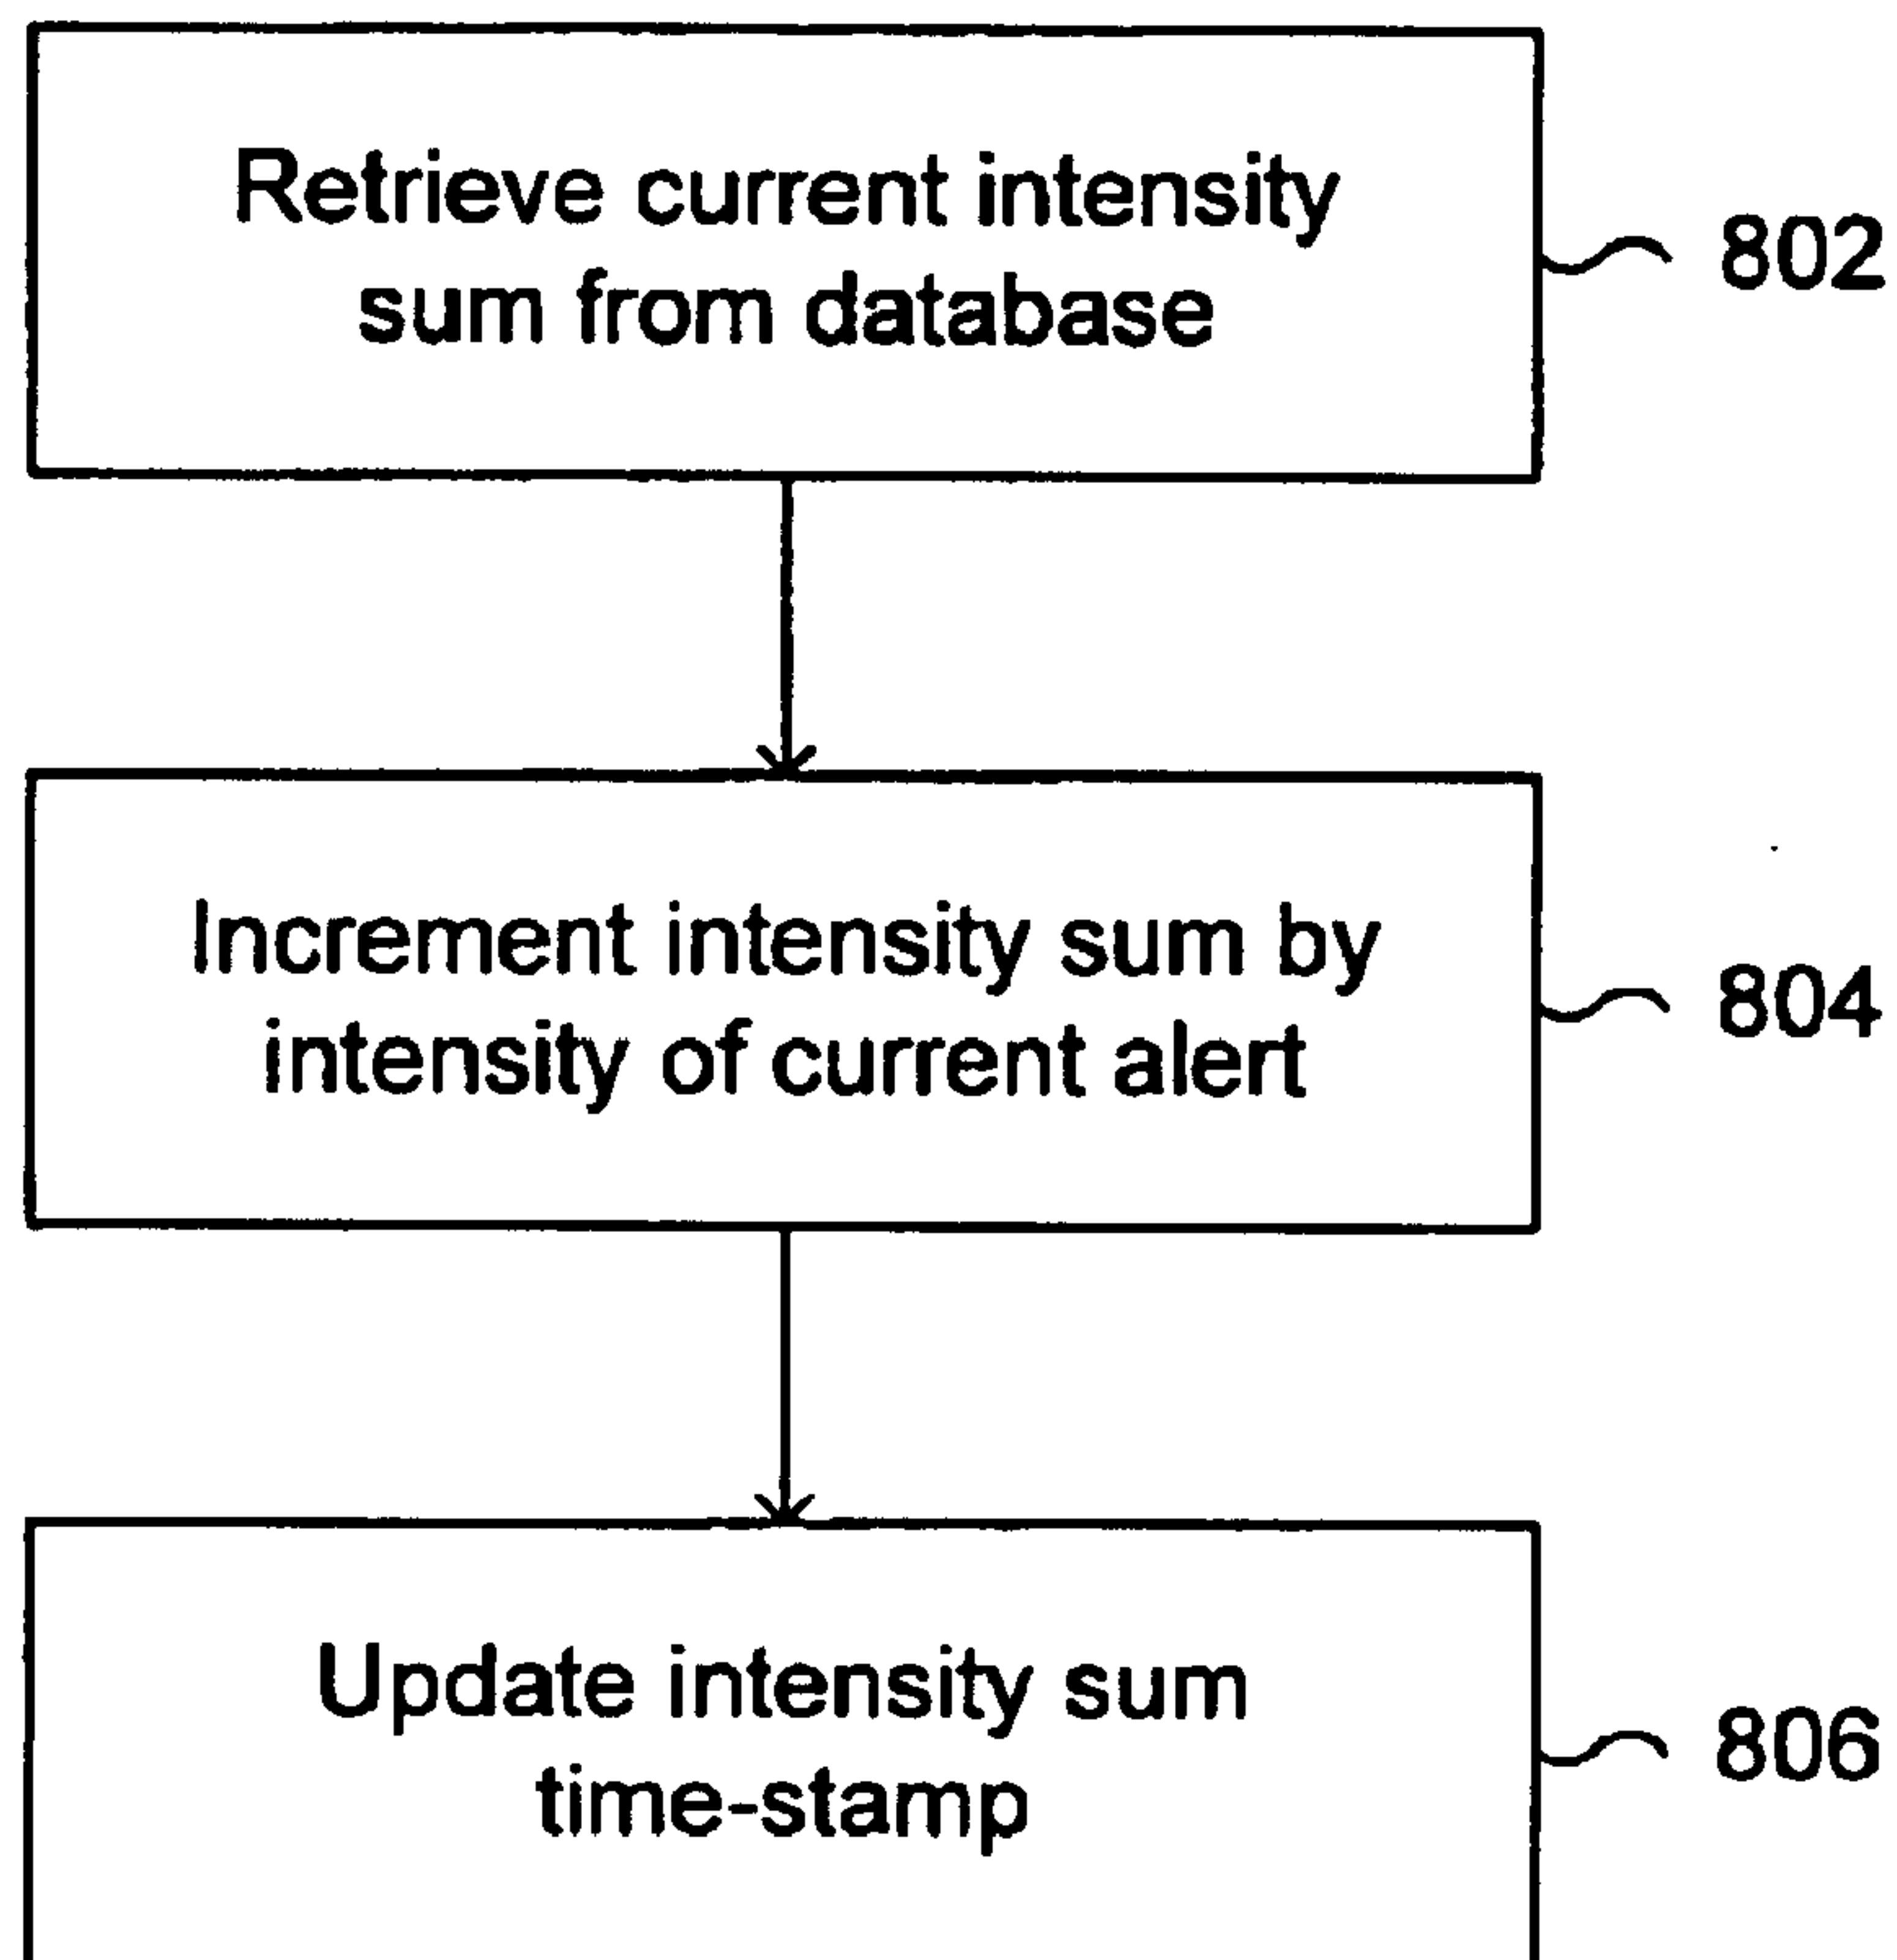 Retrieve current intensity
sum from database
802
Increment intensity sum by
intensity of current alert
804
Update intensity sum
time-stamp
806